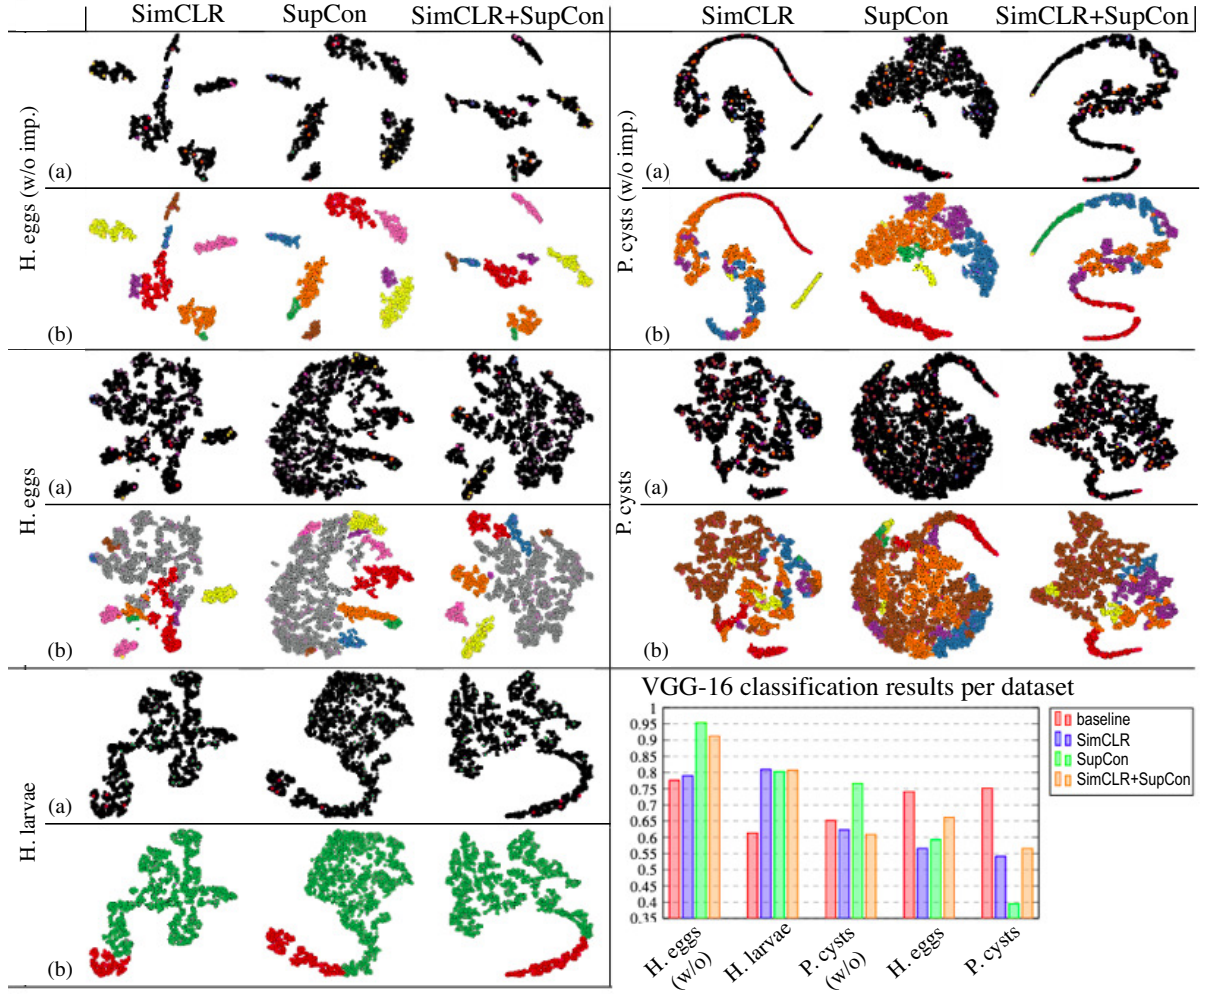 SimCLR SupCon SimCLR+SupCon SimCLR SupCon SimCLR+SupCon
H. eggs (w/o imp.)
(a)
(b)
P. cysts (w/o imp.)
(a)
(b)
H. eggs
(a)
(b)
P. cysts
(a)
(b)
H. larvae
(a)
(b)
VGG-16 classification results per dataset
1
0.95
0.9
0.85
0.8
0.75
0.7
0.65
0.6
0.55
0.5
0.45
0.4
0.35
H. eggs
(w/o)
H. larvae
P. cysts
(w/o)
H. eggs
P. cysts
baseline
SimCLR
SupCon
SimCLR+SupCon